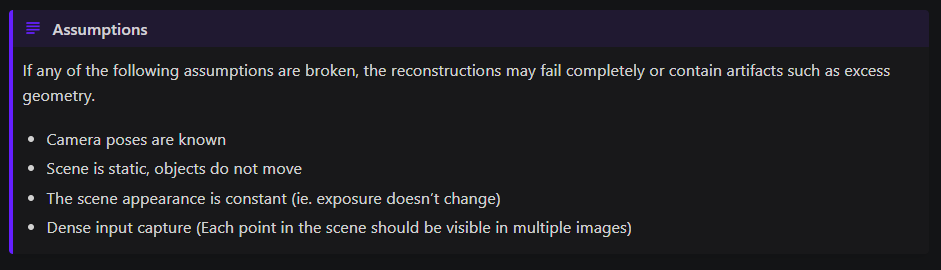 Assumptions
If any of the following assumptions are broken, the reconstructions may fail completely or contain artifacts such as excess
geometry.
• Camera poses are known
• Scene is static, objects do not move
• The scene appearance is constant (ie. exposure doesn’t change)
• Dense input capture (Each point in the scene should be visible in multiple images)